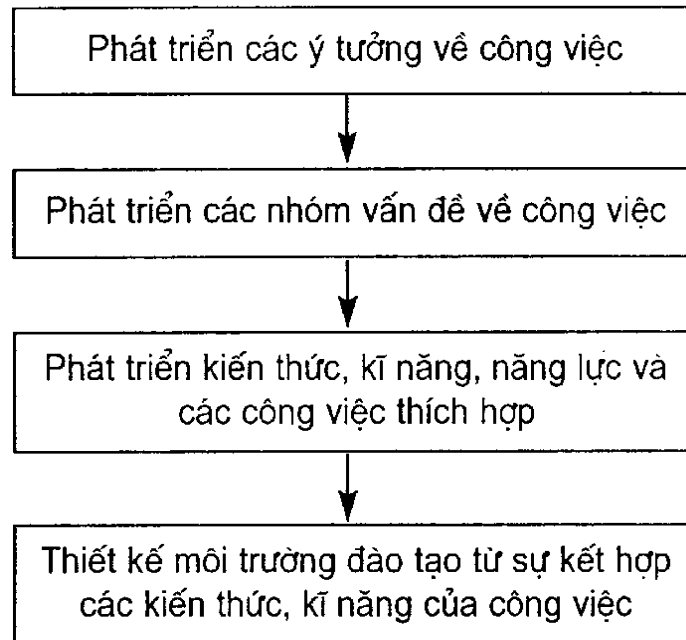 Phát triển các ý tưởng về công việc
Phát triển các nhóm vấn đề về công việc
Phát triển kiến thức, kĩ năng, năng lực và
các công việc thích hợp
Thiết kế môi trường đào tạo từ sự kết hợp
các kiến thức, kĩ năng của công việc